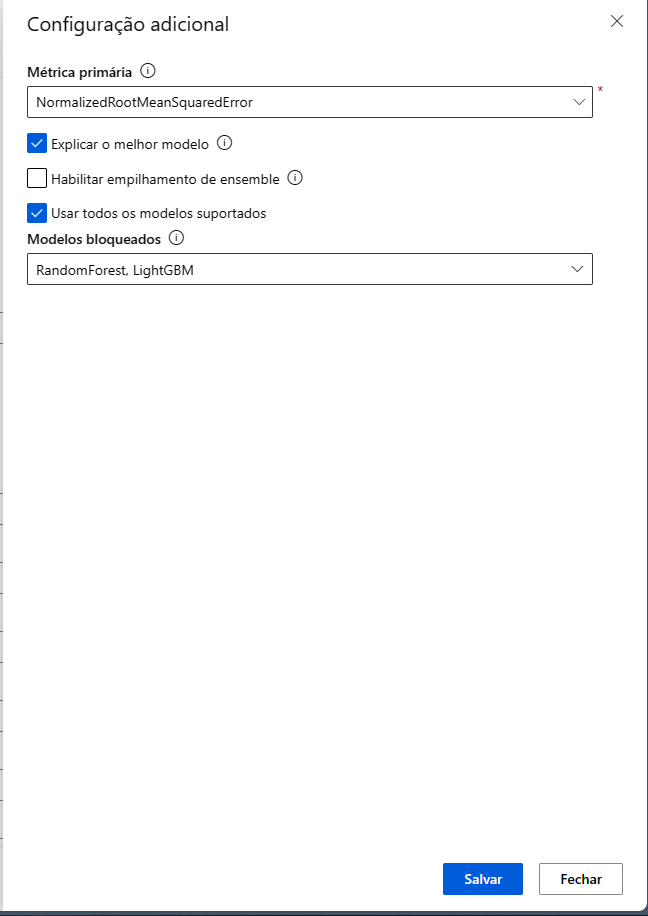 Configuração adicional
Métrica primária
NormalizedRootMeanSquaredError
*
Explicar o melhor modelo
Habilitar empilhamento de ensemble
Usar todos os modelos suportados
Modelos bloqueados
RandomForest, LightGBM
Salvar
Fechar